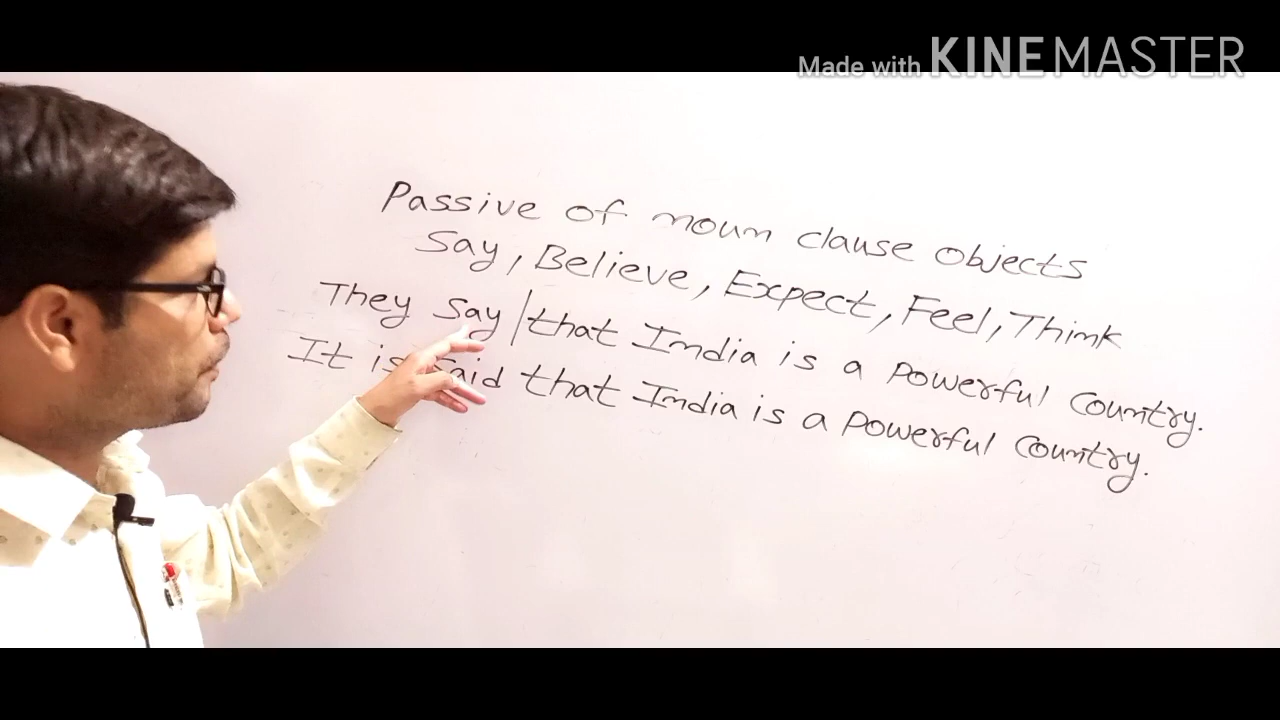 Made with KINEMASTER
Passive of noun clause objects
Say, Believe, Expect, Feel, Think
They Say | that India is a powerful country.
It is said that India is a powerful country.